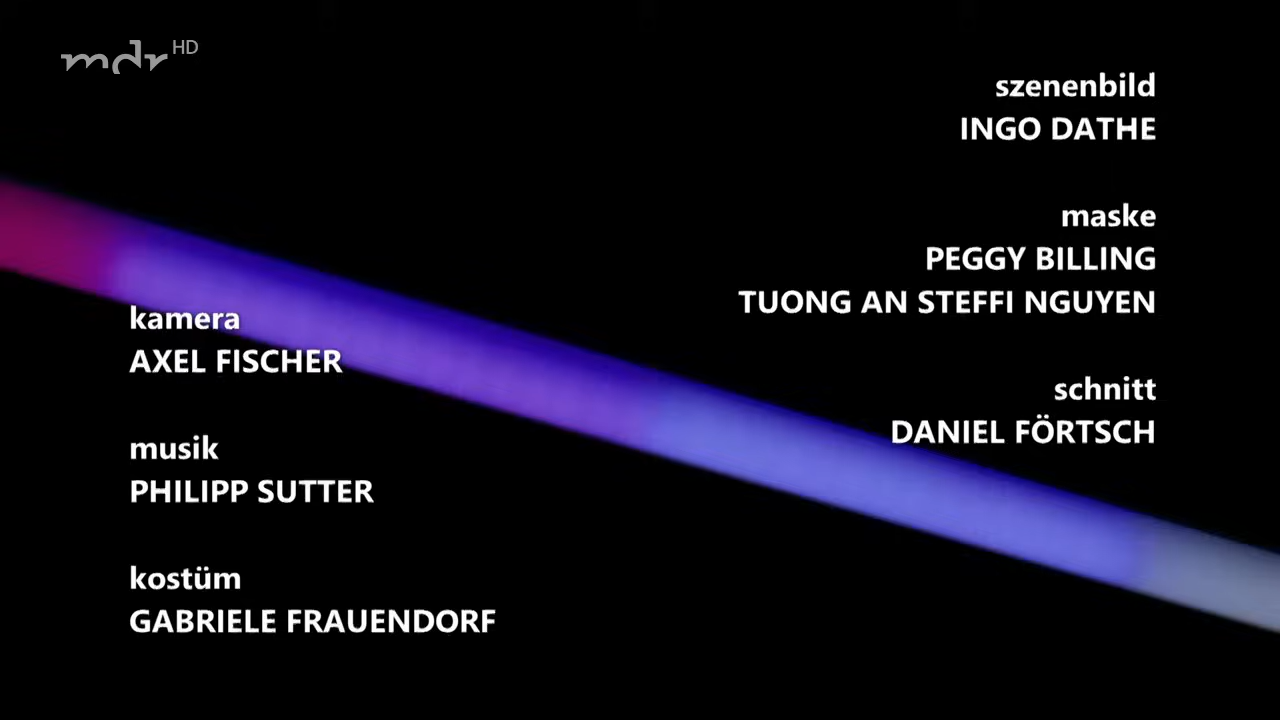 mdr HD
kamera
AXEL FISCHER
musik
PHILIPP SUTTER
kostüm
GABRIELE FRAUENDORF
szenenbild
INGO DATHE
maske
PEGGY BILLING
TUONG AN STEFFI NGUYEN
schnitt
DANIEL FÖRTSCH